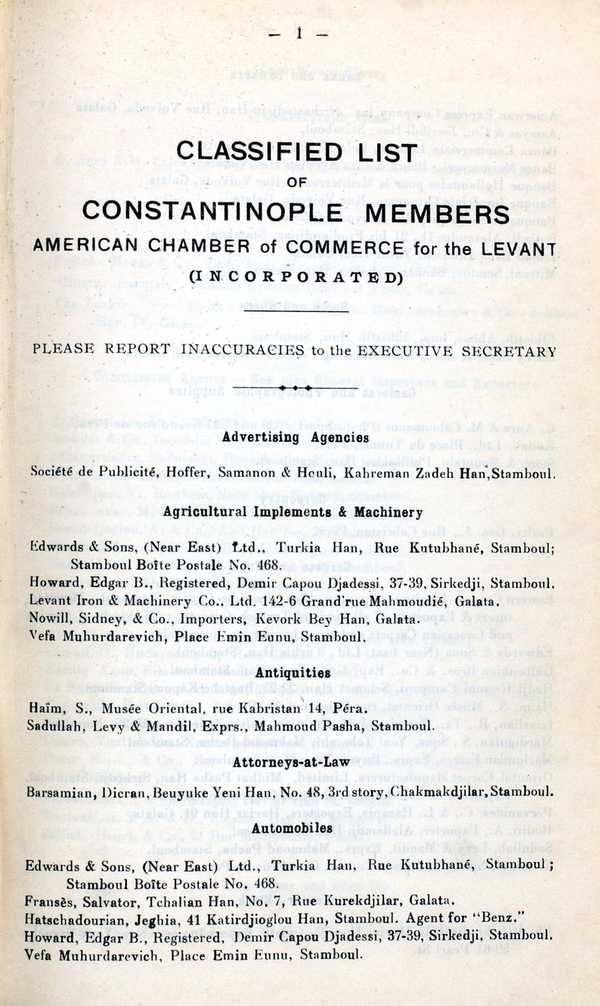 — 1 —
CLASSIFIED LIST
OF
CONSTANTINOPLE MEMBERS
AMERICAN CHAMBER of COMMERCE for the LEVANT
(INCORPORATED)
PLEASE REPORT INACCURACIES to the EXECUTIVE SECRETARY
Advertising Agencies
Société de Publicité, Hoffer, Samanon & Houli, Kahreman Zadeh Han, Stamboul.
Agricultural Implements & Machinery
Edwards & Sons, (Near East) Ltd., Turkia Han, Rue Kutubhané, Stamboul;
Stamboul Boîte Postale No. 468.
Howard, Edgar B., Registered, Demir Capou Djadessi, 37-39, Sirkedji, Stamboul.
Levant Iron & Machinery Co., Ltd. 142-6 Grand'rue Mahmoudié, Galata.
Nowill, Sidney, & Co., Importers, Kevork Bey Han, Galata.
Vefa Muhurdarevich, Place Emin Eunu, Stamboul.
Antiquities
Haïm, S., Musée Oriental, rue Kabristan 14, Péra.
Sadullah, Levy & Mandil, Exprs., Mahmoud Pasha, Stamboul.
Attorneys-at-Law
Barsamian, Dicran, Beuyuke Yeni Han, No. 48, 3rd story, Chakmakdjilar, Stamboul.
Automobiles
Edwards & Sons, (Near East) Ltd., Turkia Han, Rue Kutubhané, Stamboul;
Stamboul Boîte Postale No. 468.
Fransès, Salvator, Tchalian Han, No. 7, Rue Kurekdjilar, Galata.
Hatschadourian, Jeghia, 41 Katirdjioglou Han, Stamboul. Agent for "Benz."
Howard, Edgar B., Registered, Demir Capou Djadessi, 37-39, Sirkedji, Stamboul.
Vefa Muhurdarevich, Place Emin Eunu, Stamboul.